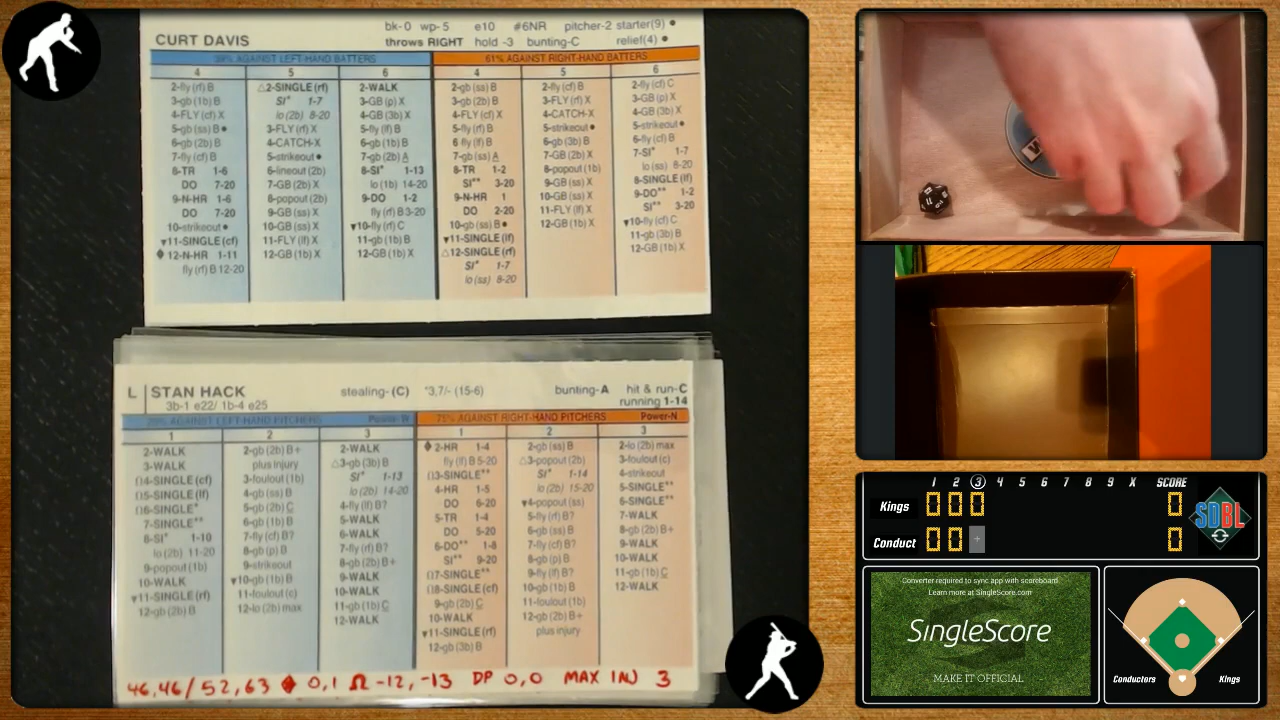 bk- 0 wp- 5 e10 #6NR pitcher-2 starter(9) ●
CURT DAVIS
throws RIGHT hold -3 bunting-C relief(4) ●
39% AGAINST LEFT-HAND BATTERS
61% AGAINST RIGHT-HAND BATTERS
4 5 6 4 5 6
2-fly (rf) B
3-gb (1b) B
4-FLY (cf) X
5-gb (ss) B●
6-gb (2b) B
7-fly (cf) B
8-TR 1-6
DO 7-20
9-N-HR 1-6
DO 7-20
10-strikeout●
▼11-SINGLE (cf)
♦12-N-HR 1-11
fly (rf) B 12-20
△2-SINGLE (rf)
SI* 1-7
lo (2b) 8-20
3-FLY (rf) X
4-CATCH-X
5-strikeout●
6-lineout (2b)
7-GB (2b) X
8-popout (2b)
9-GB (ss) X
10-GB (ss) X
11-FLY (lf) X
12-GB (1b) X
2-WALK
3-GB (p) X
4-GB (3b) X
5-fly (lf) B
6-gb (1b) B
7-gb (2b) A
8-SI* 1-13
lo (1b) 14-20
9-DO 1-2
fly (rf) B 3-20
▼10-fly (rf) C
11-gb (1b) B
12-GB (1b) X
2-gb (ss) B
3-gb (2b) B
4-FLY (cf) X
5-fly (rf) B
6 fly (lf) B
7-gb (ss) A
8-TR 1-2
SI** 3-20
9-N-HR 1
DO 2-20
10-gb (ss) B●
▼11-SINGLE (lf)
△12-SINGLE (rf)
SI* 1-7
lo (ss) 8-20
2-fly (cf) B
3-FLY (rf) X
4-CATCH-X
5-strikeout●
6-gb (3b) B
7-GB (2b) X
8-popout (1b)
9-GB (ss) X
10-GB (ss) X
11-FLY (lf) X
12-GB (1b) X
2-fly (cf) C
3-GB (p) X
4-GB (3b) X
5-strikeout●
6-fly (cf) B
7-SI* 1-7
lo (ss) 8-20
8-SINGLE (lf)
9-DO** 1-2
SI** 3-20
▼10-fly (cf) C
11-gb (3b) B
12-GB (1b) X
L STAN HACK stealing- (C) *3,7/- (15-6) bunting- A hit & run- C
3b-1 e22/ 1b-4 e25 running 1-14
AGAINST LEFT-HAND PITCHERS
75% AGAINST RIGHT-HAND PITCHERS Power-N
1 2 3 1 2 3
2-WALK
3-WALK
Ω4-SINGLE (cf)
Ω5-SINGLE (lf)
Ω6-SINGLE*
7-SINGLE**
SI* 1-10
lo (2b) 11-20
9-popout (1b)
10-WALK
▼11-SINGLE (rf)
12-gb (2b) B
2-gb (2b) B+
plus injury
3-foulout (1b)
4-gb (ss) B
5-gb (2b) C
6-gb (1b) B
7-fly (cf) B?
8-gb (p) B
9-strikeout
▼10-gb (1b) B
11-foulout (c)
12-lo (2b) max
2-WALK
△3-gb (3b) B
SI* 1-13
lo (2b) 14-20
4-fly (lf) B?
5-WALK
6-WALK
7-fly (rf) B?
8-gb (2b) B+
9-WALK
10-WALK
11-gb (1b) C
12-WALK
♦2-HR 1-4
fly (lf) B 5-20
Ω3-SINGLE**
4-HR 1-5
DO 6-20
5-TR 1-4
DO 5-20
6-DO** 1-8
SI** 9-20
Ω7-SINGLE**
Ω8-SINGLE (cf)
9-gb (2b) C
10-WALK
▼11-SINGLE (rf)
12-gb (3b) B
2-gb (ss) B
△3-popout (2b)
SI* 1-14
lo (2b) 15-20
▼4-popout (ss)
5-fly (rf) B?
6-gb (ss) B
7-fly (cf) B?
8-gb (p) B
9-fly (lf) B?
10-gb (1b) B
11-foulout (1b)
12-gb (2b) B+
plus injury
2-lo (2b) max
3-foulout (c)
4-strikeout
5-SINGLE**
6-SINGLE**
7-WALK
8-gb (2b) B+
9-WALK
10-WALK
11-gb (1b) C
12-WALK
46,46 / 52,63 ♦ 0,1 Ω -12, -13 DP 0,0 MAX INJ 3
1 2 3 4 5 6 7 8 9 X SCORE
Kings 0 0 0 0
Conduct 0 0 + 0
SDBL
Converter required to sync app with scoreboard
Learn more at SingleScore.com
SINGLESCORE
MAKE IT OFFICIAL
Conductors Kings